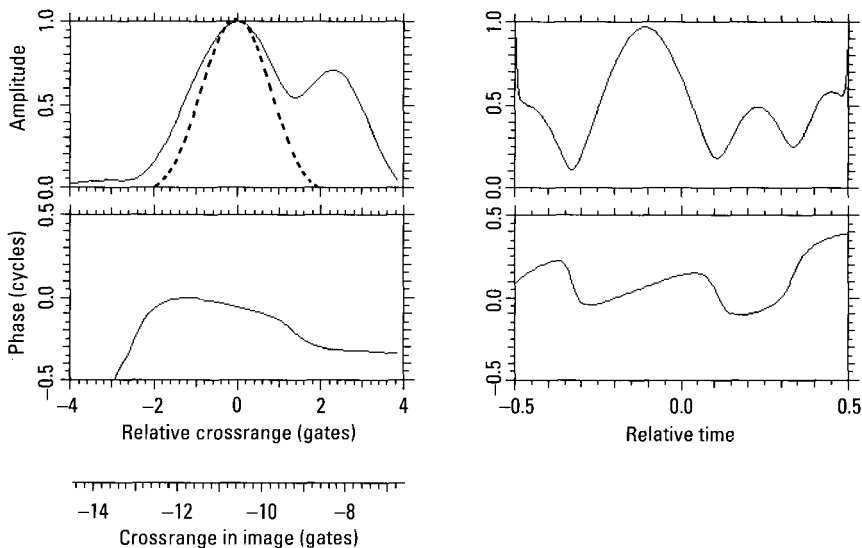 Amplitude
1.0
0.5
0.0
1.0
0.5
0.0
Phase (cycles)
0.5
0.0
−0.5
0.5
0.0
−0.5
−4 −2 0 2 4
Relative crossrange (gates)
−0.5 0.0 0.5
Relative time
−14 −12 −10 −8
Crossrange in image (gates)